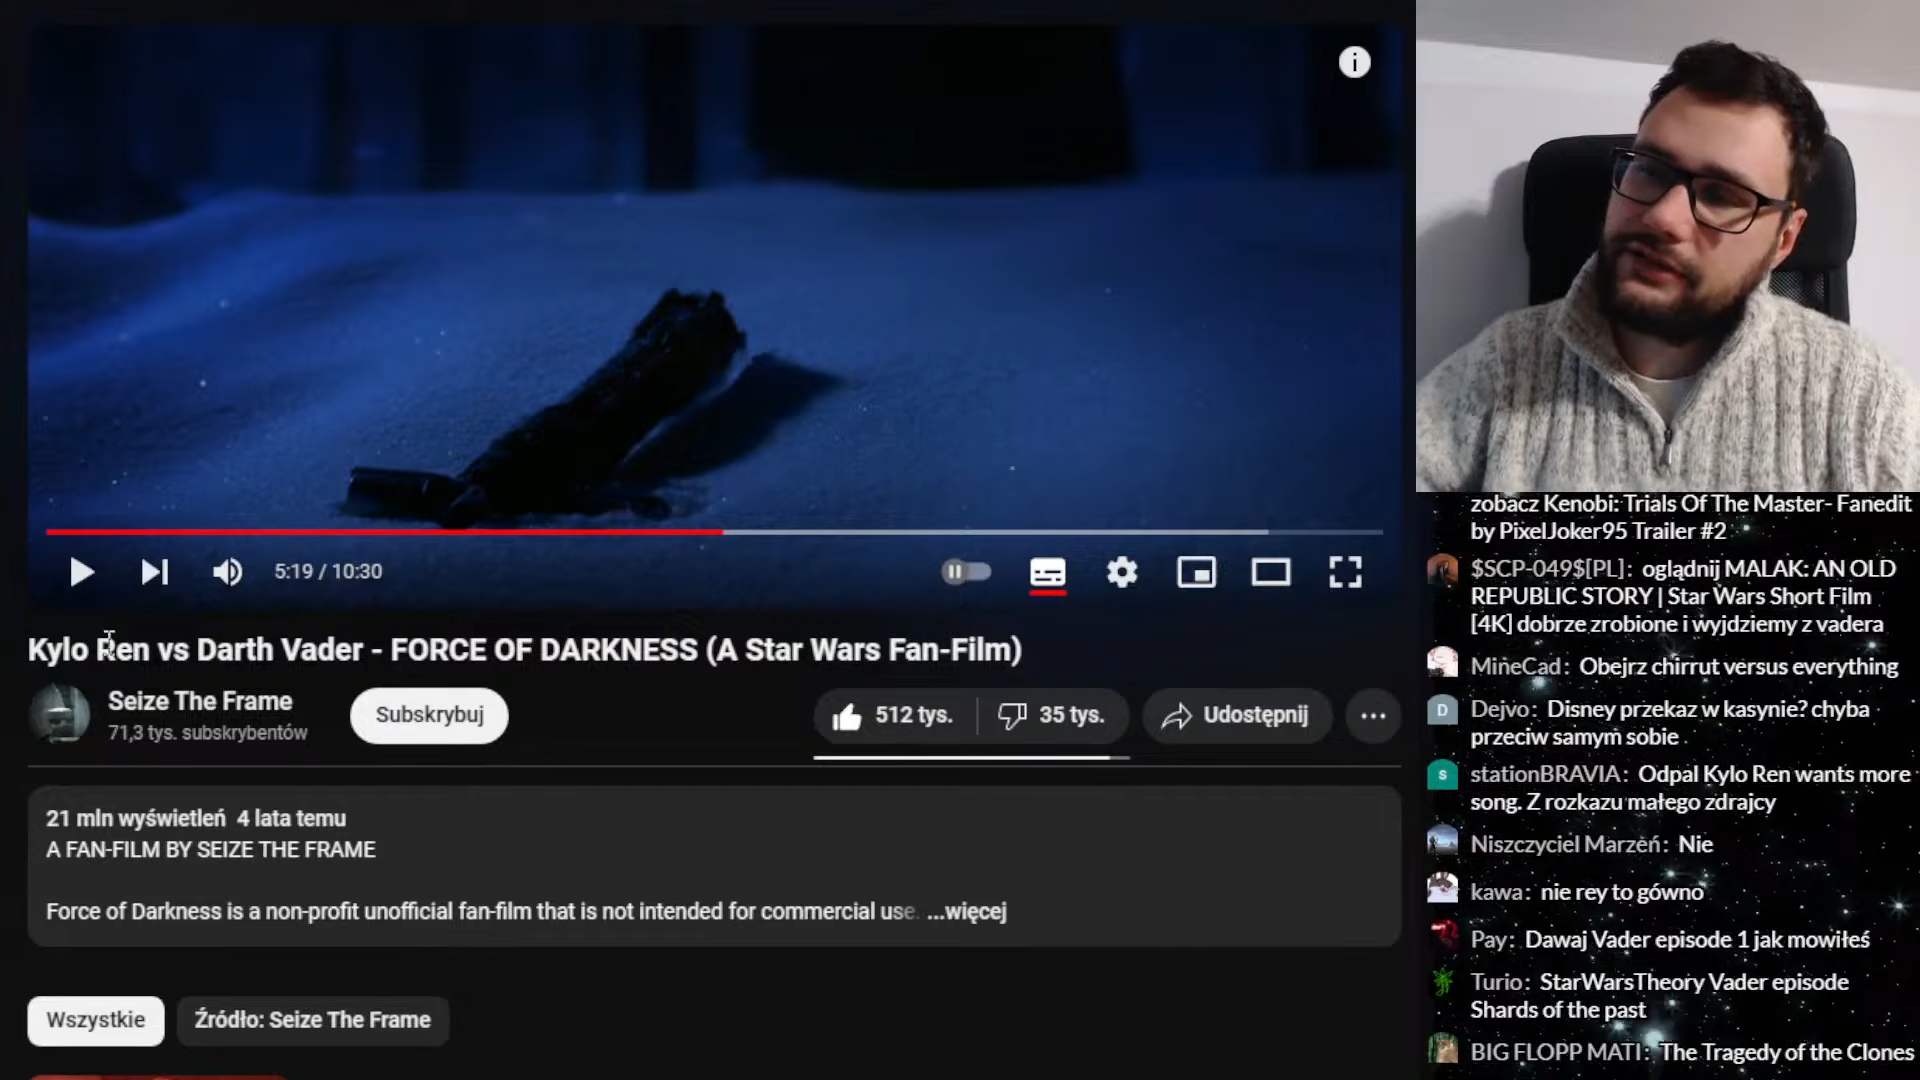 5:19 / 10:30
Kylo Ren vs Darth Vader - FORCE OF DARKNESS (A Star Wars Fan-Film)
Seize The Frame
71,3 tys. subskrybentów
Subskrybuj
512 tys.
35 tys.
Udostępnij
21 mln wyświetleń 4 lata temu
A FAN-FILM BY SEIZE THE FRAME
Force of Darkness is a non-profit unofficial fan-film that is not intended for commercial use. ...więcej
Wszystkie
Źródło: Seize The Frame
zobacz Kenobi: Trials Of The Master- Fanedit
by PixelJoker95 Trailer #2
$SCP-049$[PL]: oglądnij MALAK: AN OLD
REPUBLIC STORY | Star Wars Short Film
[4K] dobrze zrobione i wyjdziemy z vadera
MineCad: Obejrz chirrut versus everything
D
Dejvo: Disney przekaz w kasynie? chyba
przeciw samym sobie
s
stationBRAVIA: Odpal Kylo Ren wants more
song. Z rozkazu małego zdrajcy
Niszczyciel Marzeń: Nie
kawa: nie rey to gówno
Pay: Dawaj Vader episode 1 jak mowiłeś
Turio: StarWarsTheory Vader episode
Shards of the past
BIG FLOPP MATI: The Tragedy of the Clones